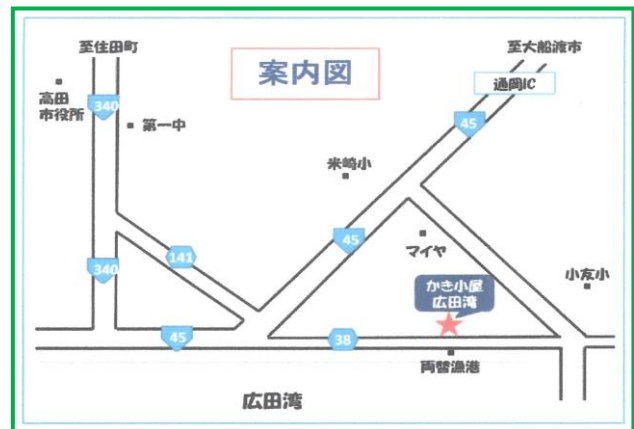 至住田町
案内図
至大船渡市
通岡IC
高田
市役所
340
第一中
45
米崎小
45
141
マイヤ
340
かき小屋
広田湾
小友小
45
38
両替漁港
広田湾